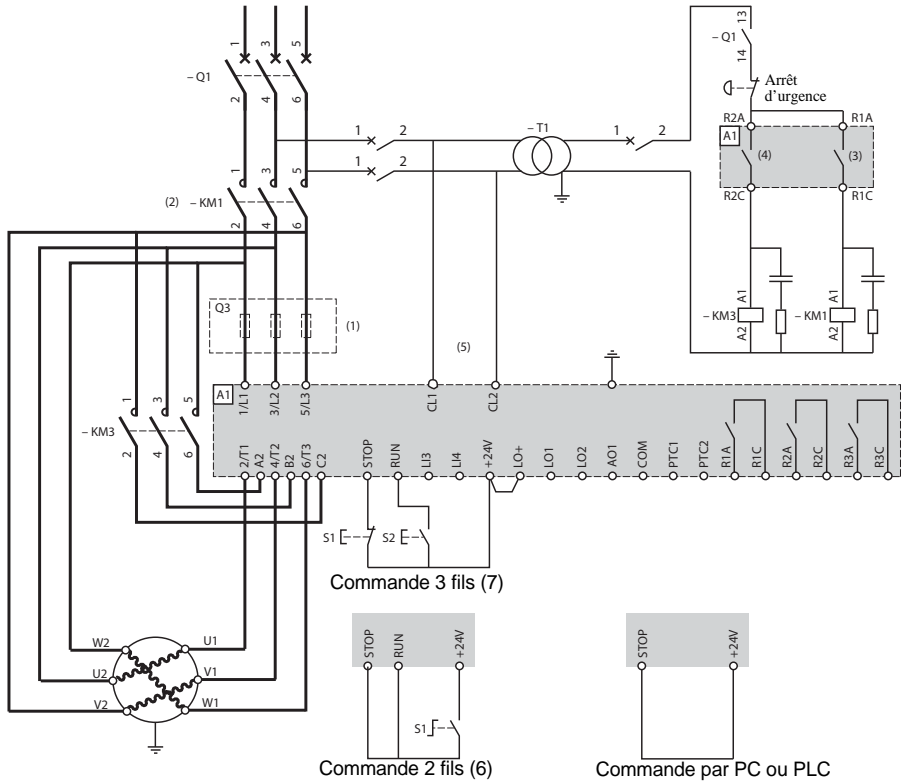 1 3 5
– Q1
2 4 6
1 2
– T1
1 2
13
– Q1
14
Arrêt
d'urgence
R2A R1A
A1
(4) (3)
R2C R1C
1 3 5
(2) – KM1
2 4 6
1 2
A1 A1
– KM3 – KM1
A2 A2
Q3
(1)
(5)
A1
1/L1 3/L2 5/L3 CL1 CL2
1 3 5
– KM3
2 4 6
2/T1 A2 4/T2 B2 6/T3 C2 STOP RUN LI3 LI4 +24V LO+ LO1 LO2 AO1 COM PTC1 PTC2 R1A R1C R2A R2C R3A R3C
S1 S2
Commande 3 fils (7)
W2 U1
U2 V1
V2 W1
STOP RUN +24V
S1
Commande 2 fils (6)
STOP +24V
Commande par PC ou PLC